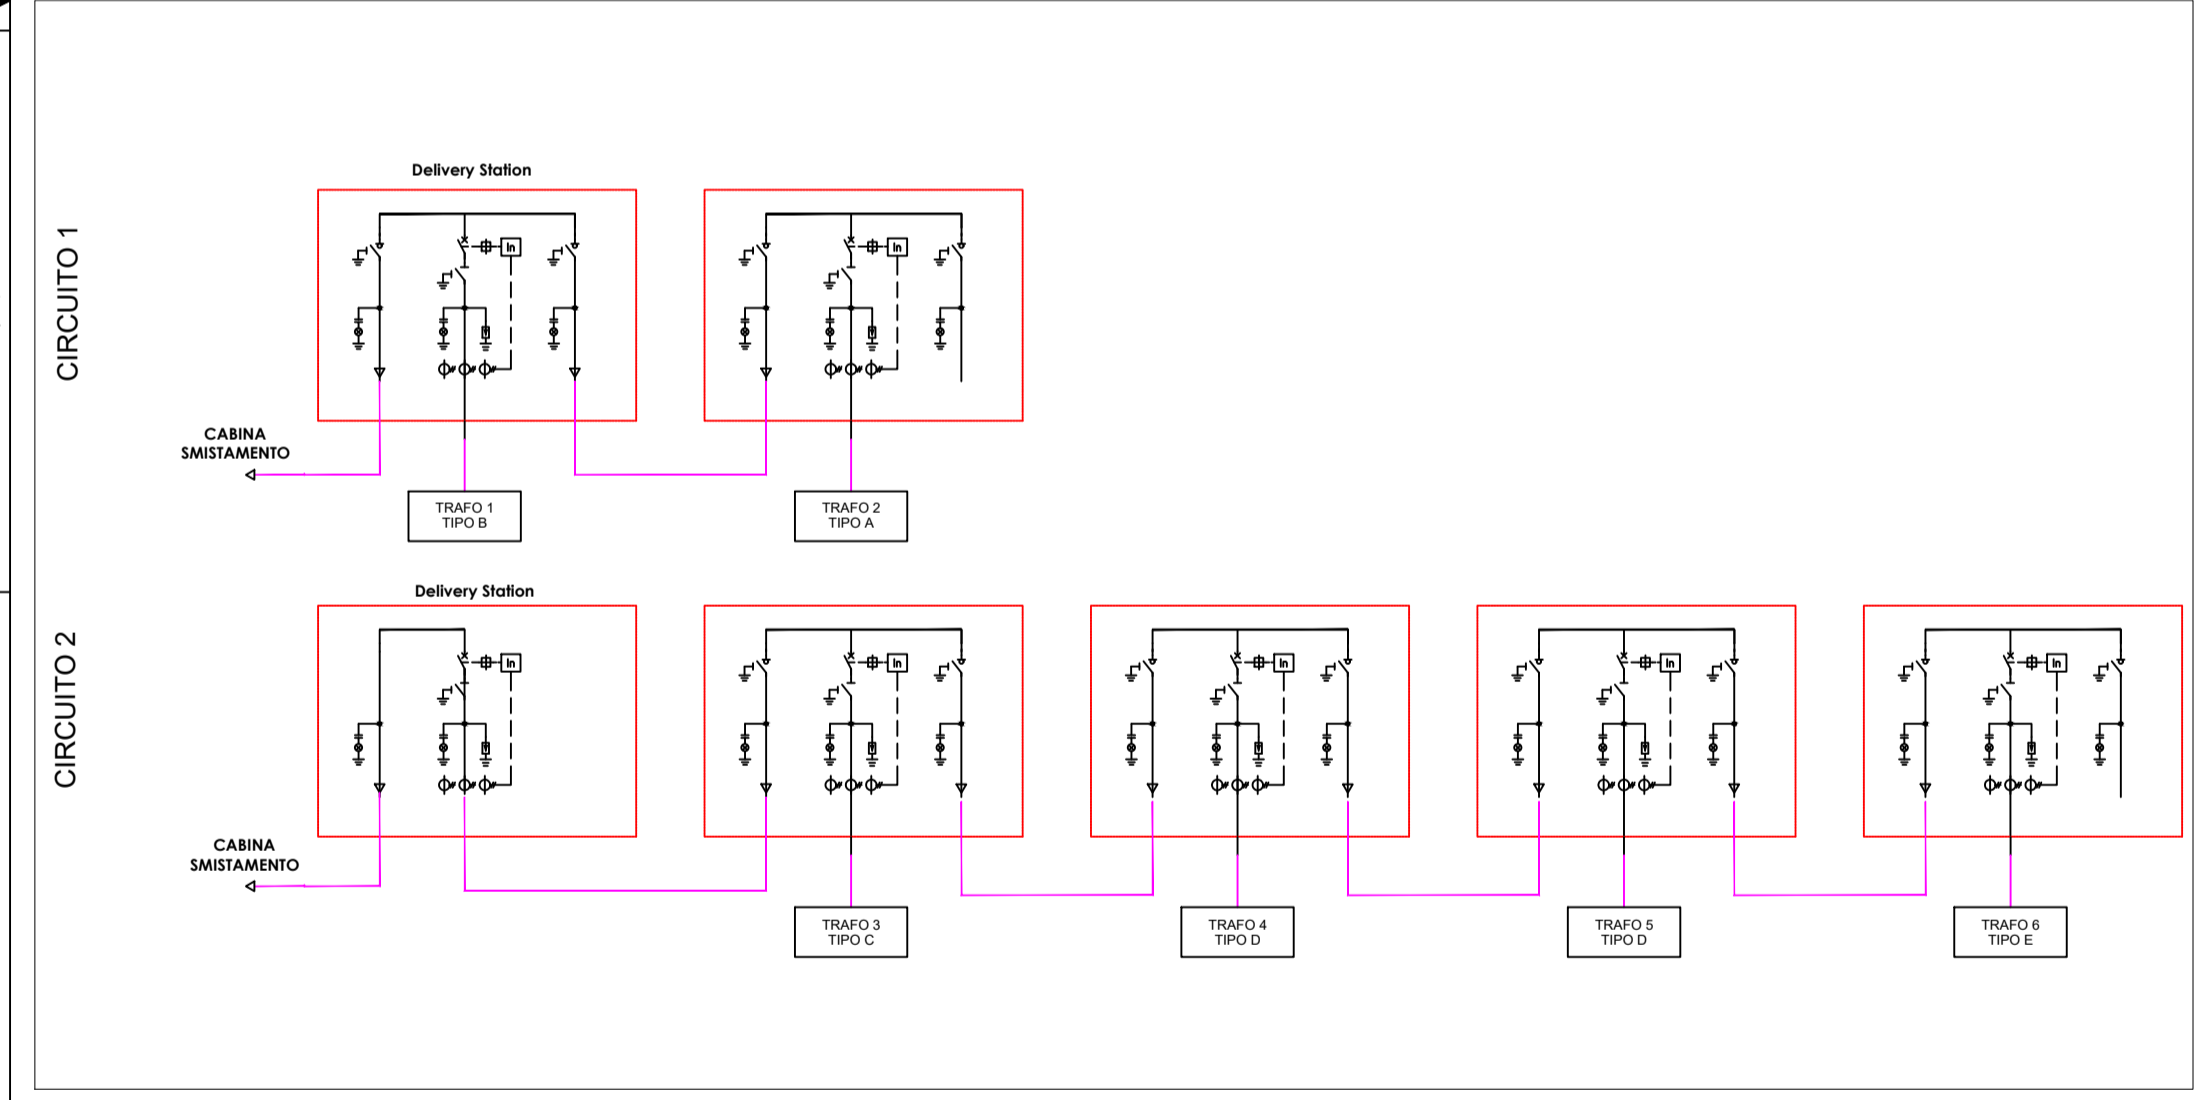 CIRCUITO 1
Delivery Station
In
In
CABINA
SMISTAMENTO
TRAFO 1
TIPO B
TRAFO 2
TIPO A
CIRCUITO 2
Delivery Station
In
In
In
In
In
CABINA
SMISTAMENTO
TRAFO 3
TIPO C
TRAFO 4
TIPO D
TRAFO 5
TIPO D
TRAFO 6
TIPO E